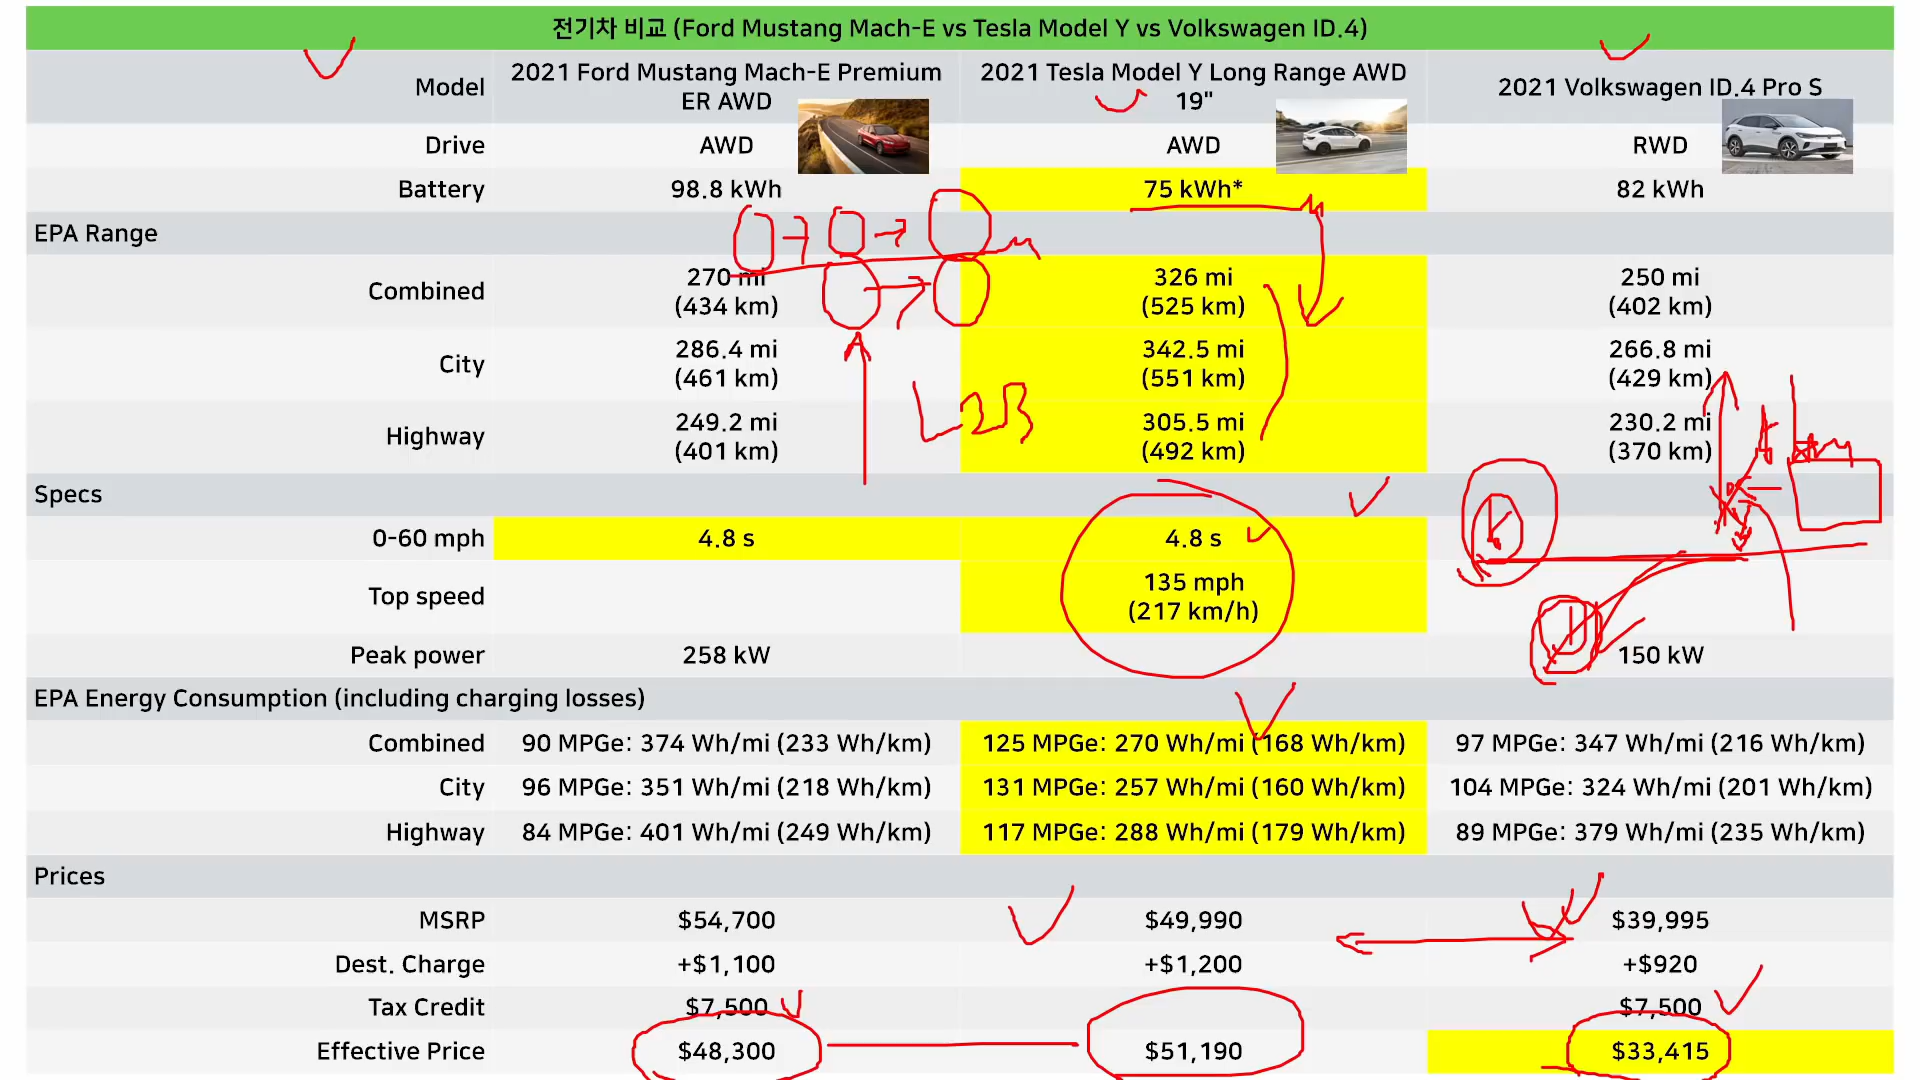 전기차 비교 (Ford Mustang Mach-E vs Tesla Model Y vs Volkswagen ID.4)
Model 2021 Ford Mustang Mach-E Premium ER AWD 2021 Tesla Model Y Long Range AWD 19" 2021 Volkswagen ID.4 Pro S
Drive AWD AWD RWD
Battery 98.8 kWh 75 kWh* 82 kWh
EPA Range
Combined 270 mi (434 km) 326 mi (525 km) 250 mi (402 km)
City 286.4 mi (461 km) 342.5 mi (551 km) 266.8 mi (429 km)
Highway 249.2 mi (401 km) 305.5 mi (492 km) 230.2 mi (370 km)
Specs
0-60 mph 4.8 s 4.8 s
Top speed 135 mph (217 km/h)
Peak power 258 kW 150 kW
EPA Energy Consumption (including charging losses)
Combined 90 MPGe: 374 Wh/mi (233 Wh/km) 125 MPGe: 270 Wh/mi (168 Wh/km) 97 MPGe: 347 Wh/mi (216 Wh/km)
City 96 MPGe: 351 Wh/mi (218 Wh/km) 131 MPGe: 257 Wh/mi (160 Wh/km) 104 MPGe: 324 Wh/mi (201 Wh/km)
Highway 84 MPGe: 401 Wh/mi (249 Wh/km) 117 MPGe: 288 Wh/mi (179 Wh/km) 89 MPGe: 379 Wh/mi (235 Wh/km)
Prices
MSRP $54,700 $49,990 $39,995
Dest. Charge +$1,100 +$1,200 +$920
Tax Credit $7,500 $7,500
Effective Price $48,300 $51,190 $33,415